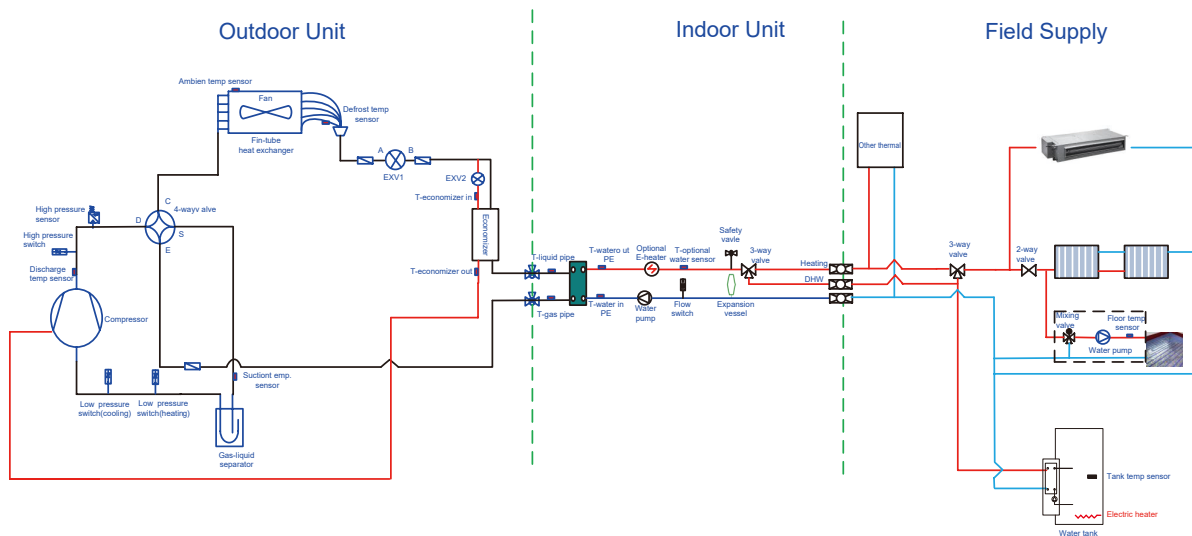 Outdoor Unit
Indoor Unit
Field Supply
Ambien temp sensor
Fan
Fin-tube
heat exchanger
Defrost temp
sensor
A
B
EXV1
EXV2
T-economizer in
Economizer
T-economizer out
High pressure
sensor
High pressure
switch
Discharge
temp sensor
C
4-wayv alve
D
S
E
Compressor
Low pressure
switch(cooling)
Low pressure
switch(heating)
Suctiont emp.
sensor
Gas-liquid
separator
T-liquid pipe
T-gas pipe
T-watero ut
PE
Optional
E-heater
T-optional
water sensor
Safety
vavle
3-way
valve
T-water in
PE
Water
pump
Flow
switch
Expansion
vessel
Heating
DHW
Other thermal
3-way
valve
2-way
valve
Mixing
valve
Floor temp
sensor
Water pump
Tank temp sensor
Electric heater
Water tank